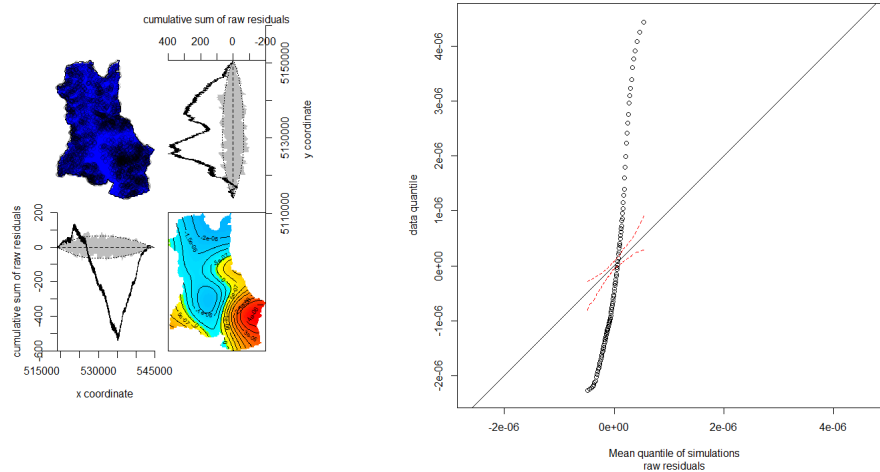 cumulative sum of raw residuals
400 200 0 -200
5150000
5130000
5110000
y coordinate
200
0
-200
-400
-600
cumulative sum of raw residuals
515000 530000 545000
x coordinate
4e-06
3e-06
2e-06
1e-06
0e+00
-1e-06
-2e-06
data quantile
-2e-06 0e+00 2e-06 4e-06
Mean quantile of simulations
raw residuals